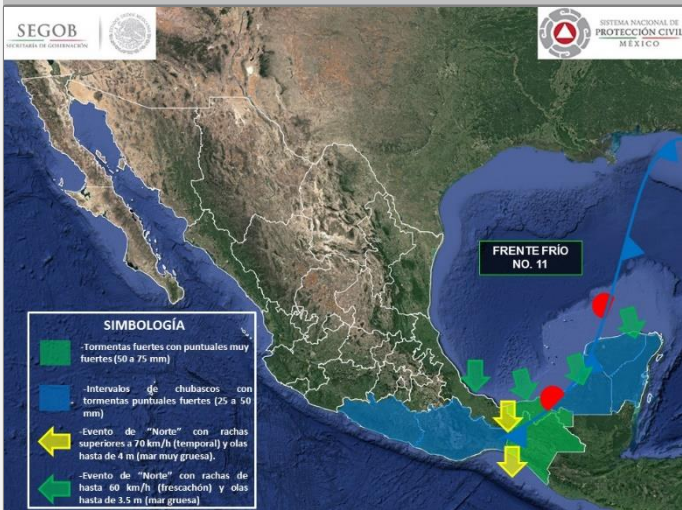 SEGOB
SECRETARÍA DE GOBERNACIÓN
SISTEMA NACIONAL DE
PROTECCIÓN CIVIL
MÉXICO
FRENTE FRÍO
NO. 11
SIMBOLOGÍA
-Tormentas fuertes con puntuales muy
fuertes (50 a 75 mm)
-Intervalos de chubascos con
tormentas puntuales fuertes (25 a 50
mm)
-Evento de "Norte" con rachas
superiores a 70 km/h (temporal) y olas
hasta de 4 m (mar muy gruesa).
-Evento de "Norte" con rachas de
hasta 60 km/h (frescachón) y olas
hasta de 3.5 m (mar gruesa)